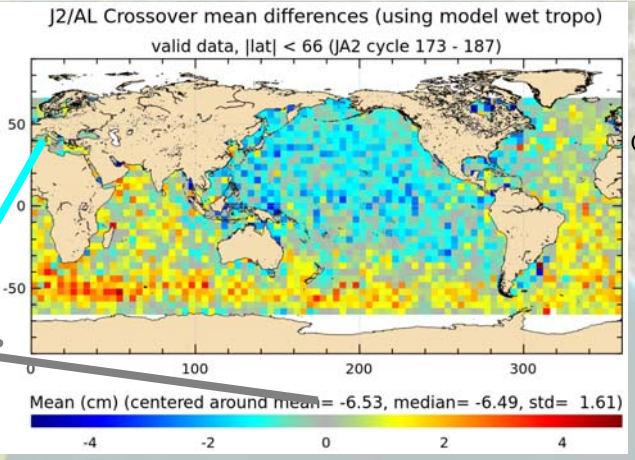 J2/AL Crossover mean differences (using model wet tropo)
valid data, |lat| < 66 (JA2 cycle 173 - 187)
50
0
-50
0 100 200 300
Mean (cm) (centered around mean= -6.53, median= -6.49, std= 1.61)
-4 -2 0 2 4